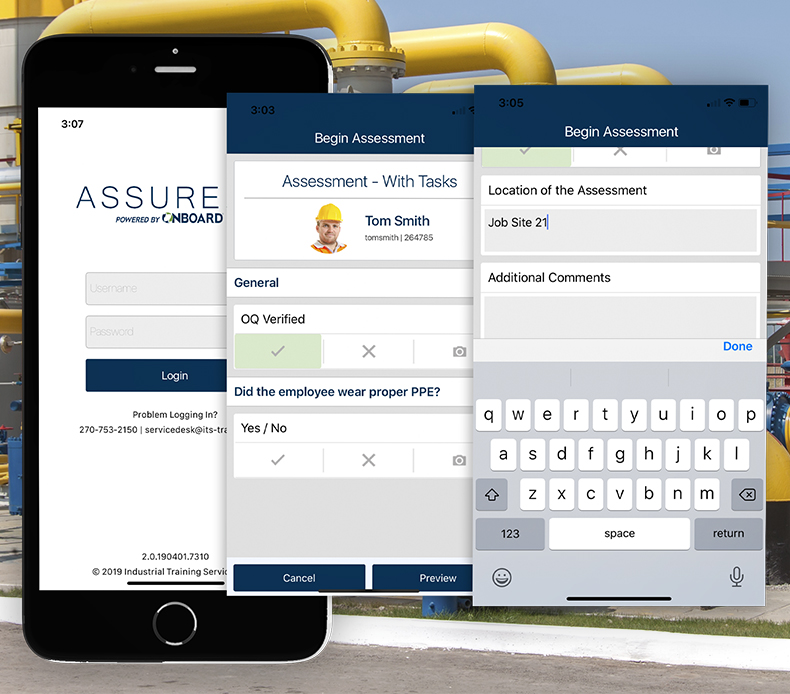 3:07
ASSURE
POWERED BY ONBOARD
Username
Password
Login
Problem Logging In?
270-753-2150 | servicedesk@its-tra
2.0.190401.7310
© 2019 Industrial Training Servic
3:03
Begin Assessment
Assessment - With Tasks
Tom Smith
tomsmith | 264785
General
OQ Verified
Did the employee wear proper PPE?
Yes / No
Cancel
Preview
3:05
Begin Assessment
Location of the Assessment
Job Site 21
Additional Comments
Done
q w e r t y u i o p
a s d f g h j k l
z x c v b n m
123 space return